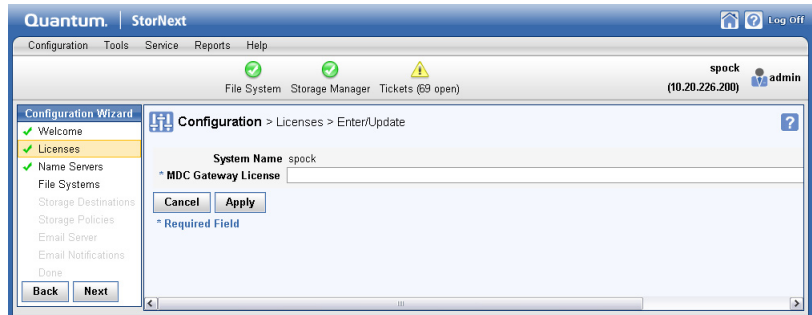 Quantum. StorNext Log Off
Configuration Tools Service Reports Help
File System Storage Manager Tickets (69 open)
spock
(10.20.226.200)
admin
Configuration Wizard
Welcome
Licenses
Name Servers
File Systems
Storage Destinations
Storage Policies
Email Server
Email Notifications
Done
Back Next
Configuration > Licenses > Enter/Update
System Name spock
* MDC Gateway License
Cancel Apply
* Required Field